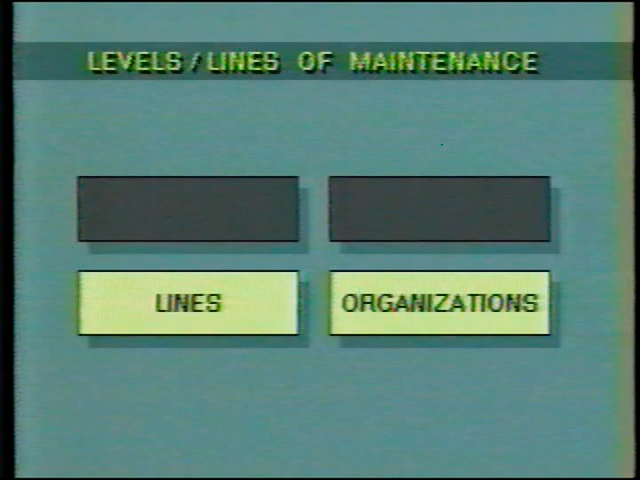 LEVELS / LINES OF MAINTENANCE
LINES
ORGANIZATIONS